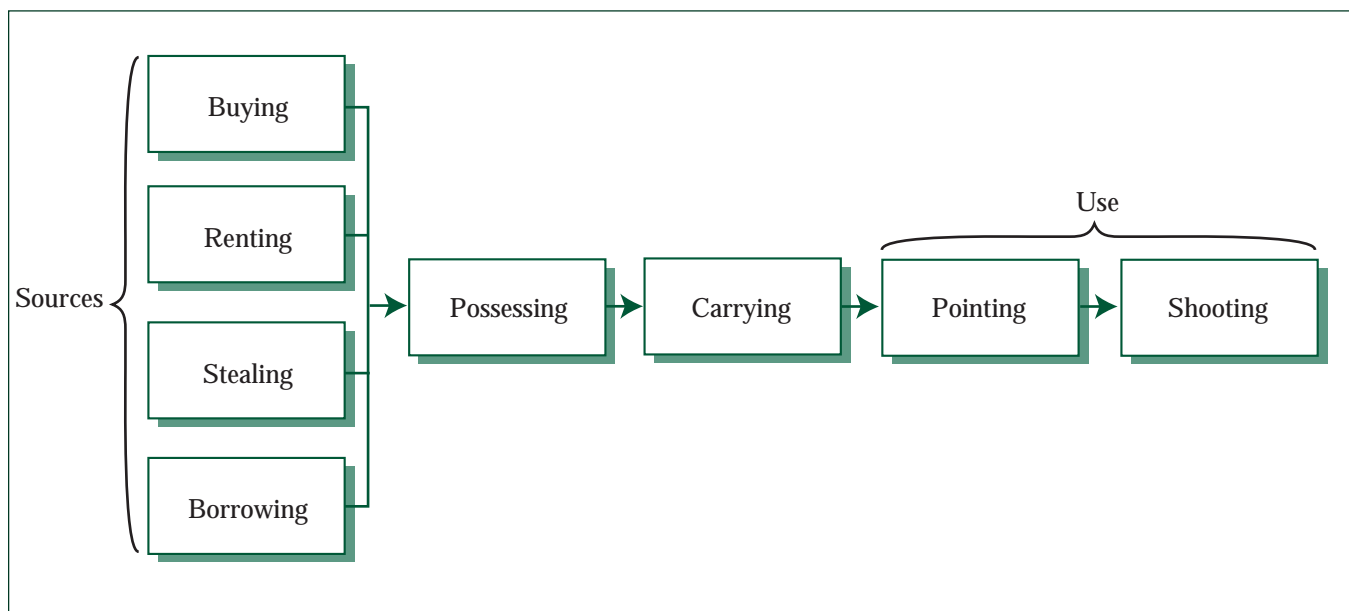 Sources
Buying
Renting
Stealing
Borrowing
Possessing
Carrying
Use
Pointing
Shooting